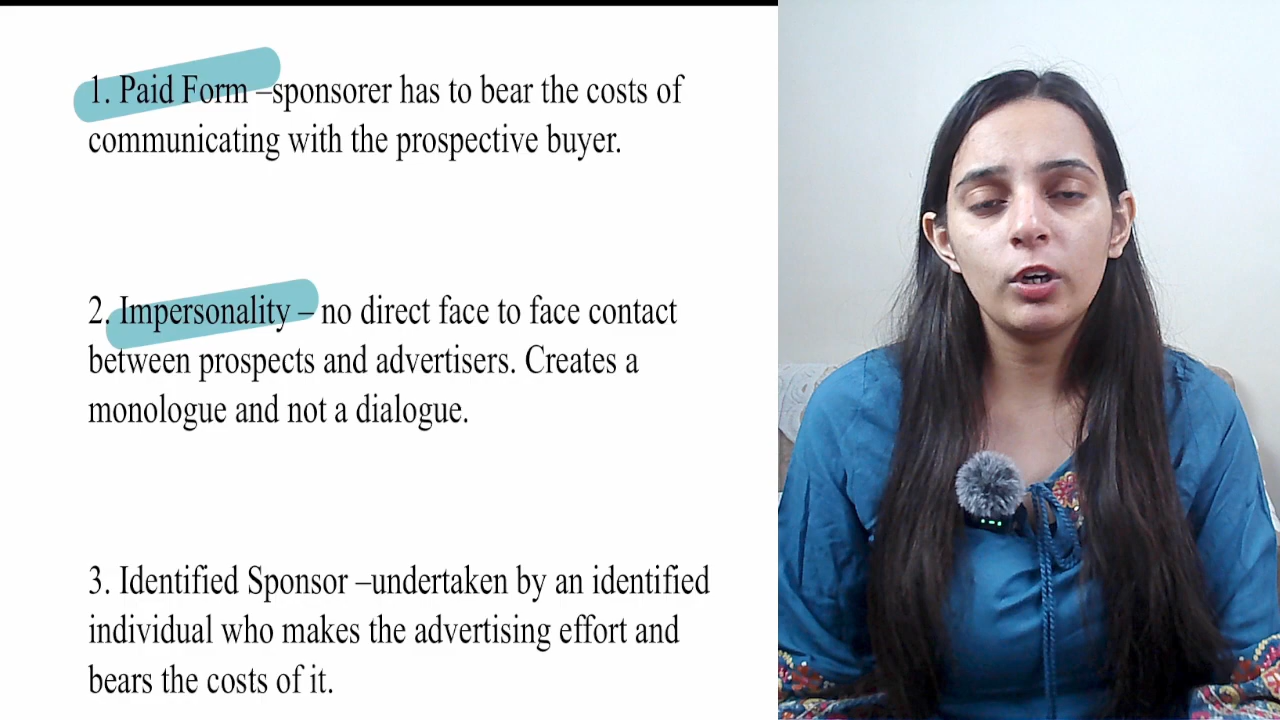 1. Paid Form –sponsorer has to bear the costs of
communicating with the prospective buyer.
2. Impersonality – no direct face to face contact
between prospects and advertisers. Creates a
monologue and not a dialogue.
3. Identified Sponsor –undertaken by an identified
individual who makes the advertising effort and
bears the costs of it.